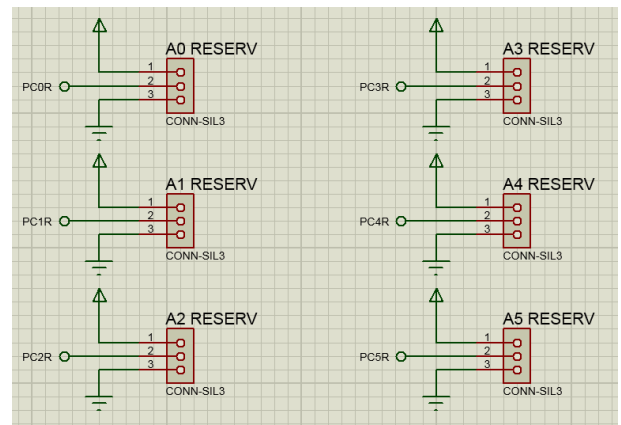 A0 RESERV
1
PC0R 2
3
CONN-SIL3
A3 RESERV
1
PC3R 2
3
CONN-SIL3
A1 RESERV
1
PC1R 2
3
CONN-SIL3
A4 RESERV
1
PC4R 2
3
CONN-SIL3
A2 RESERV
1
PC2R 2
3
CONN-SIL3
A5 RESERV
1
PC5R 2
3
CONN-SIL3